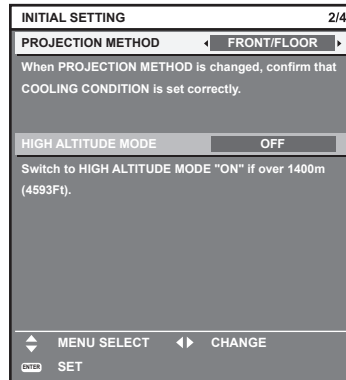 INITIAL SETTING 2/4
PROJECTION METHOD FRONT/FLOOR
When PROJECTION METHOD is changed, confirm that
COOLING CONDITION is set correctly.
HIGH ALTITUDE MODE OFF
Switch to HIGH ALTITUDE MODE "ON" if over 1400m
(4593Ft).
MENU SELECT CHANGE
ENTER SET